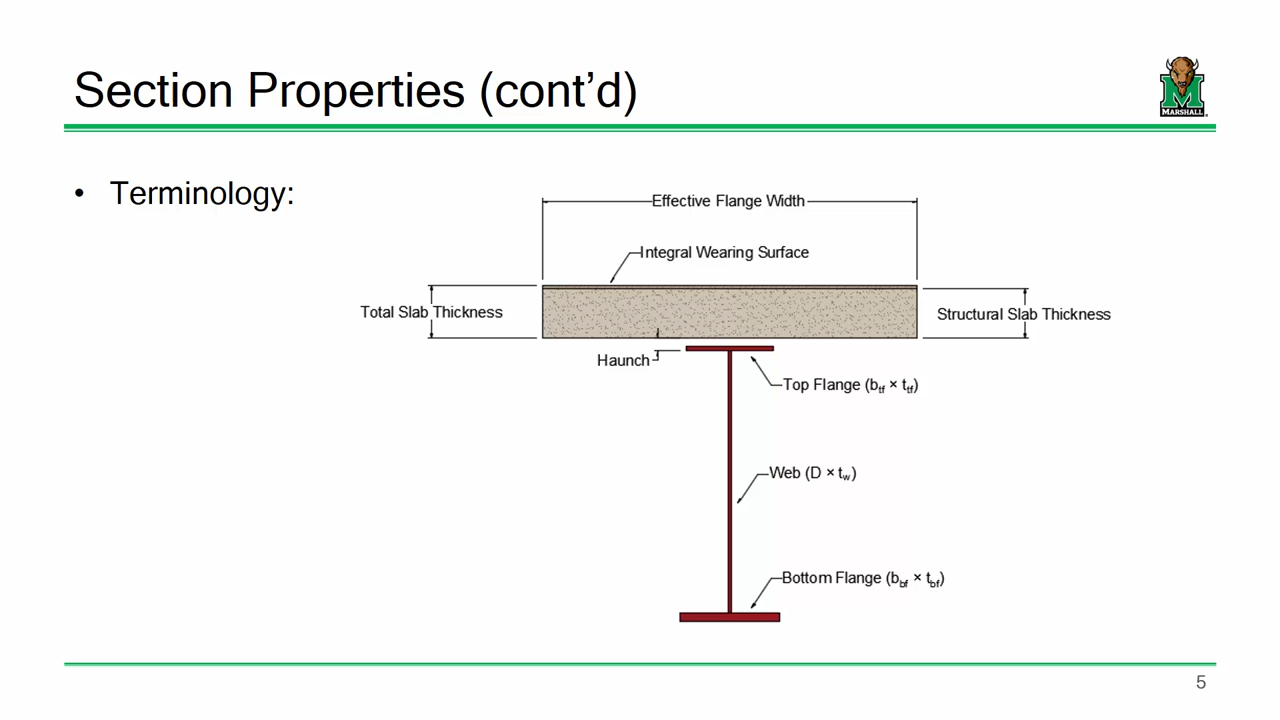 Section Properties (cont’d)
MARSHALL
• Terminology:
Effective Flange Width
Integral Wearing Surface
Total Slab Thickness
Structural Slab Thickness
Haunch
Top Flange (btf × ttf)
Web (D × tw)
Bottom Flange (bbf × tbf)
5